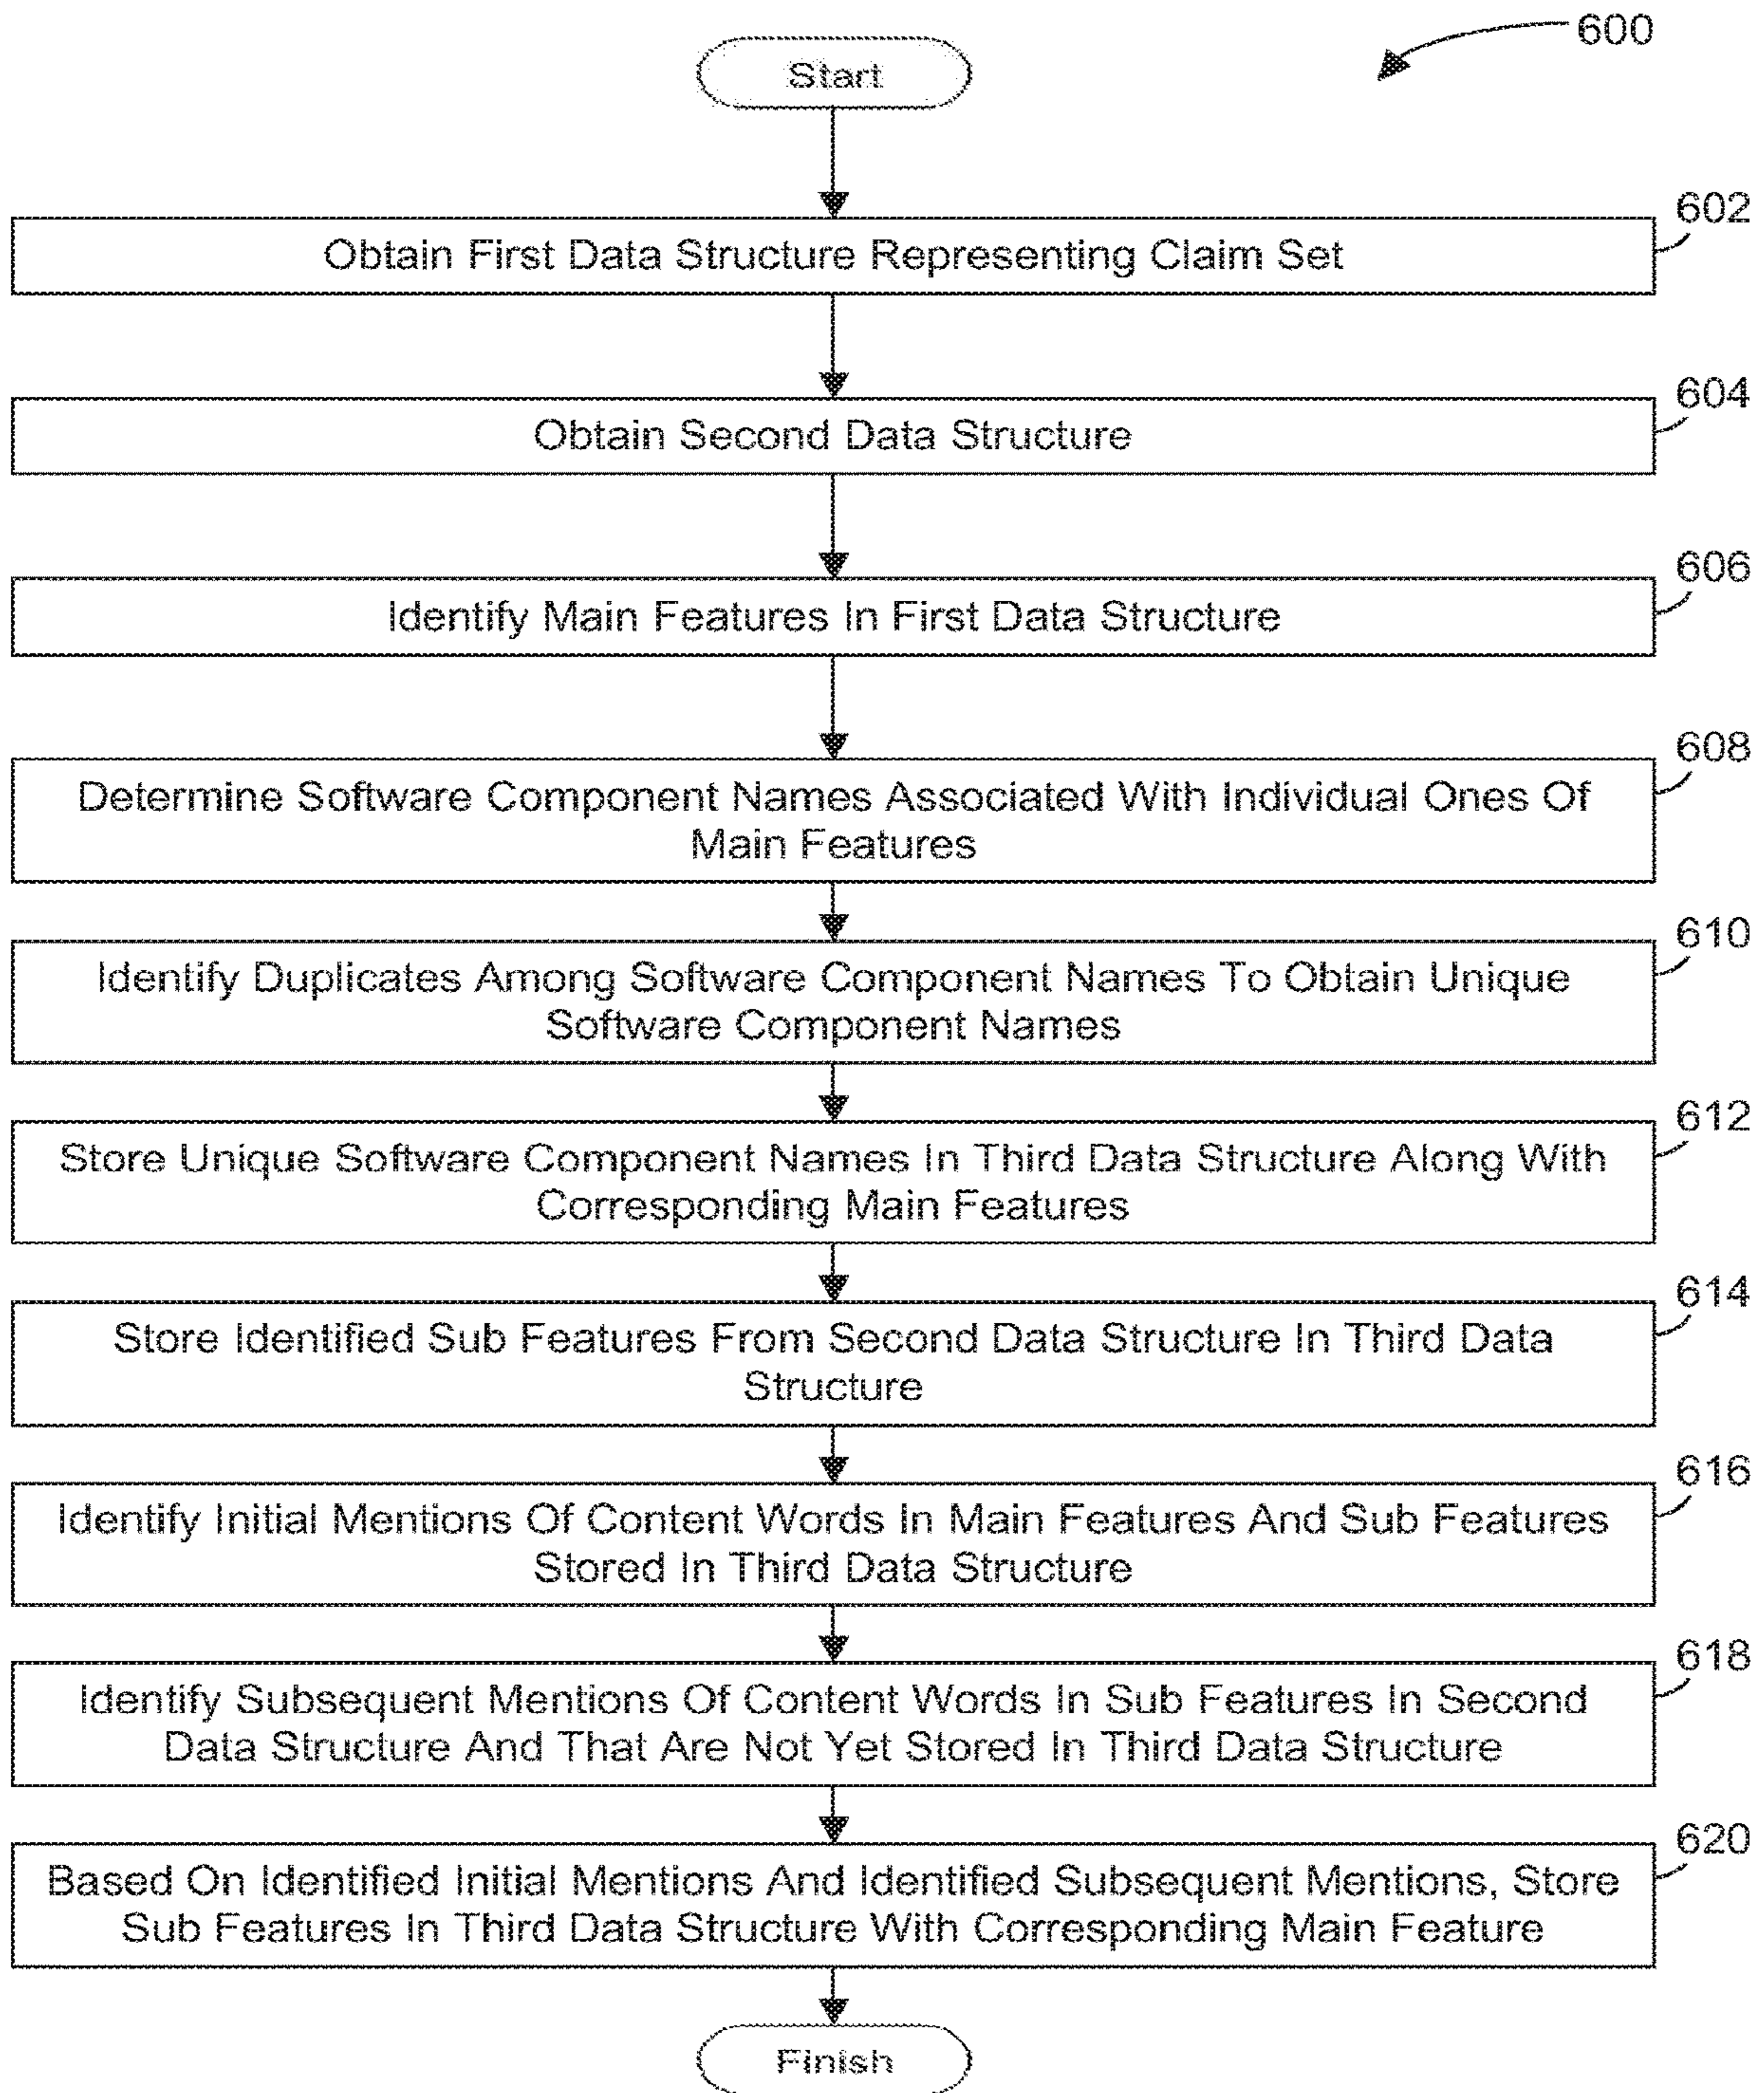 600
Start
602
Obtain First Data Structure Representing Claim Set
604
Obtain Second Data Structure
606
Identify Main Features In First Data Structure
608
Determine Software Component Names Associated With Individual Ones Of
Main Features
610
Identify Duplicates Among Software Component Names To Obtain Unique
Software Component Names
612
Store Unique Software Component Names In Third Data Structure Along With
Corresponding Main Features
614
Store Identified Sub Features From Second Data Structure In Third Data
Structure
616
Identify Initial Mentions Of Content Words In Main Features And Sub Features
Stored In Third Data Structure
618
Identify Subsequent Mentions Of Content Words In Sub Features In Second
Data Structure And That Are Not Yet Stored In Third Data Structure
620
Based On Identified Initial Mentions And Identified Subsequent Mentions, Store
Sub Features In Third Data Structure With Corresponding Main Feature
Finish